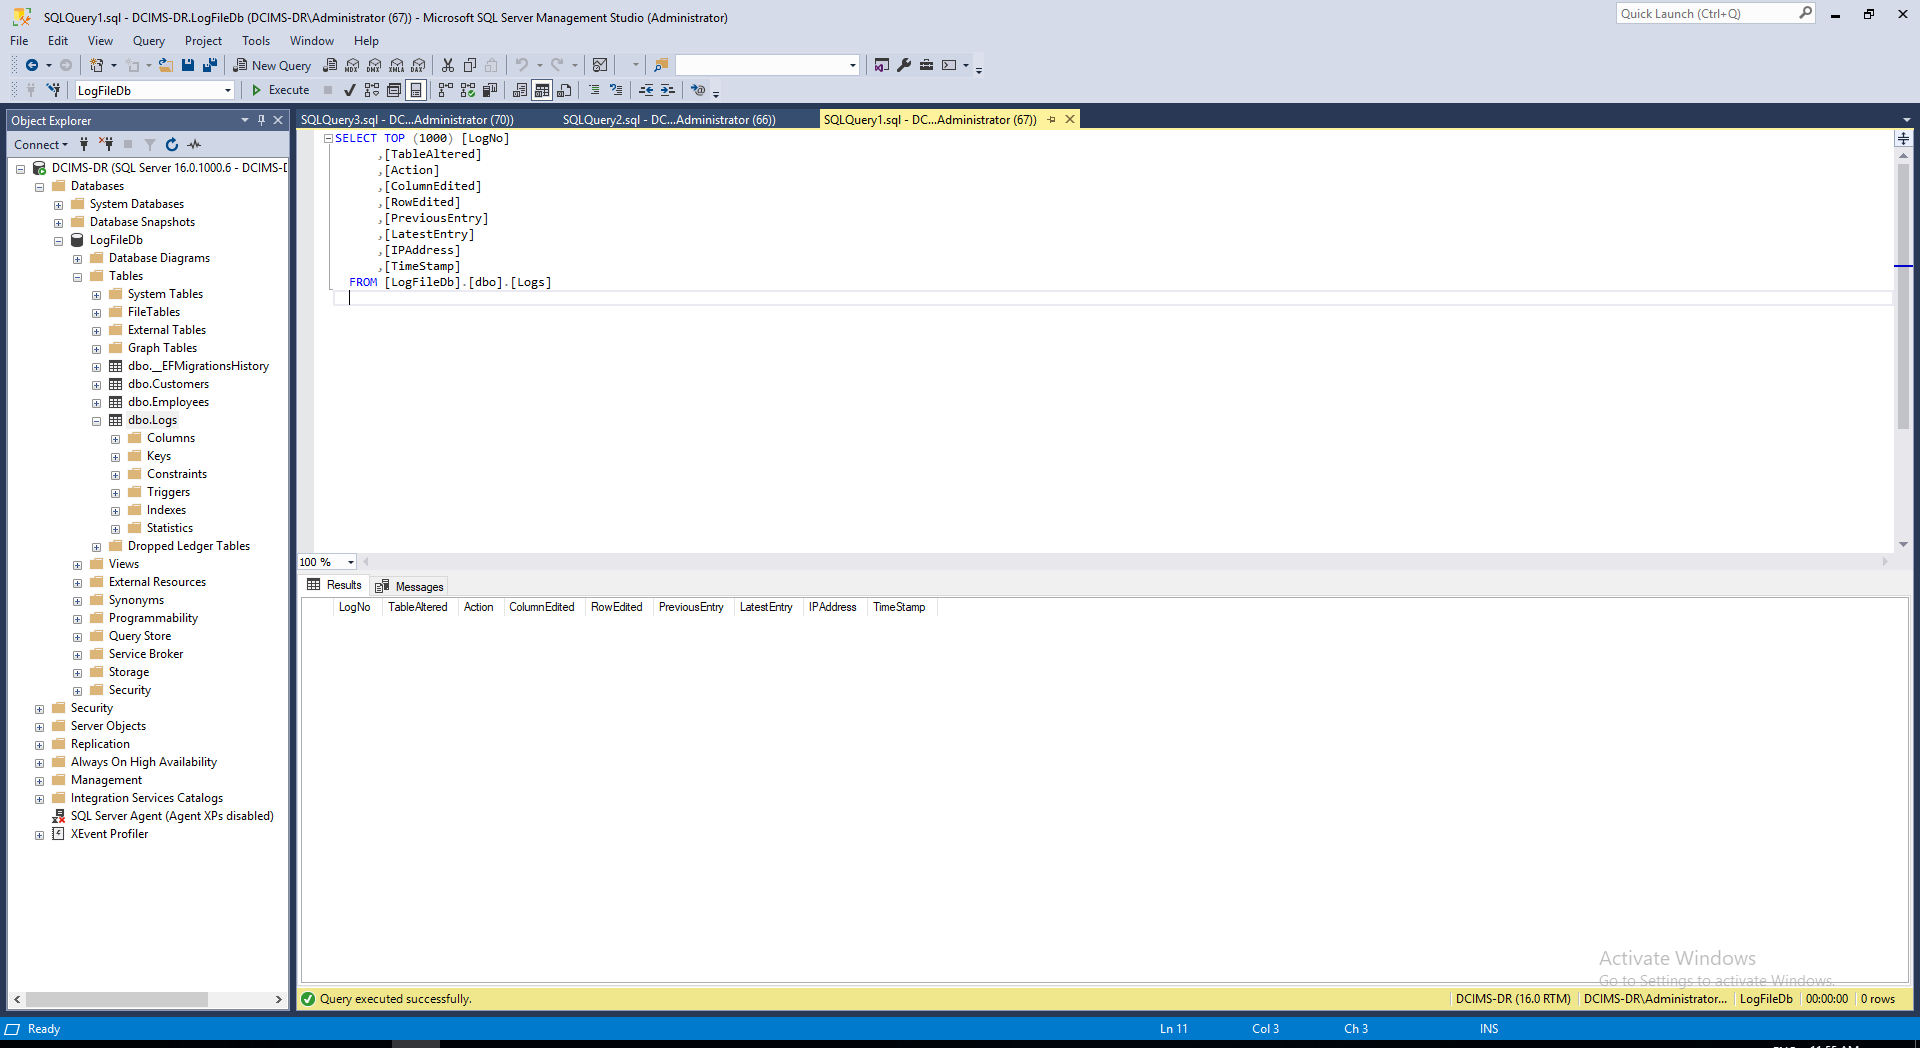 SQLQuery1.sql - DCIMS-DR.LogFileDb (DCIMS-DR\Administrator (67)) - Microsoft SQL Server Management Studio (Administrator)
Quick Launch (Ctrl+Q)
File Edit View Query Project Tools Window Help
New Query
MDX DMX XMLA DAX
LogFileDb
Execute
Object Explorer
Connect
DCIMS-DR (SQL Server 16.0.1000.6 - DCIMS-D
Databases
System Databases
Database Snapshots
LogFileDb
Database Diagrams
Tables
System Tables
FileTables
External Tables
Graph Tables
dbo.__EFMigrationsHistory
dbo.Customers
dbo.Employees
dbo.Logs
Columns
Keys
Constraints
Triggers
Indexes
Statistics
Dropped Ledger Tables
Views
External Resources
Synonyms
Programmability
Query Store
Service Broker
Storage
Security
Security
Server Objects
Replication
Always On High Availability
Management
Integration Services Catalogs
SQL Server Agent (Agent XPs disabled)
XEvent Profiler
SQLQuery3.sql - DC...Administrator (70))
SQLQuery2.sql - DC...Administrator (66))
SQLQuery1.sql - DC...Administrator (67))
SELECT TOP (1000) [LogNo]
,[TableAltered]
,[Action]
,[ColumnEdited]
,[RowEdited]
,[PreviousEntry]
,[LatestEntry]
,[IPAddress]
,[TimeStamp]
FROM [LogFileDb].[dbo].[Logs]
100 %
Results Messages
LogNo TableAltered Action ColumnEdited RowEdited PreviousEntry LatestEntry IPAddress TimeStamp
Activate Windows
Go to Settings to activate Windows.
Query executed successfully.
DCIMS-DR (16.0 RTM) DCIMS-DR\Administrator... LogFileDb 00:00:00 0 rows
Ready
Ln 11 Col 3 Ch 3 INS